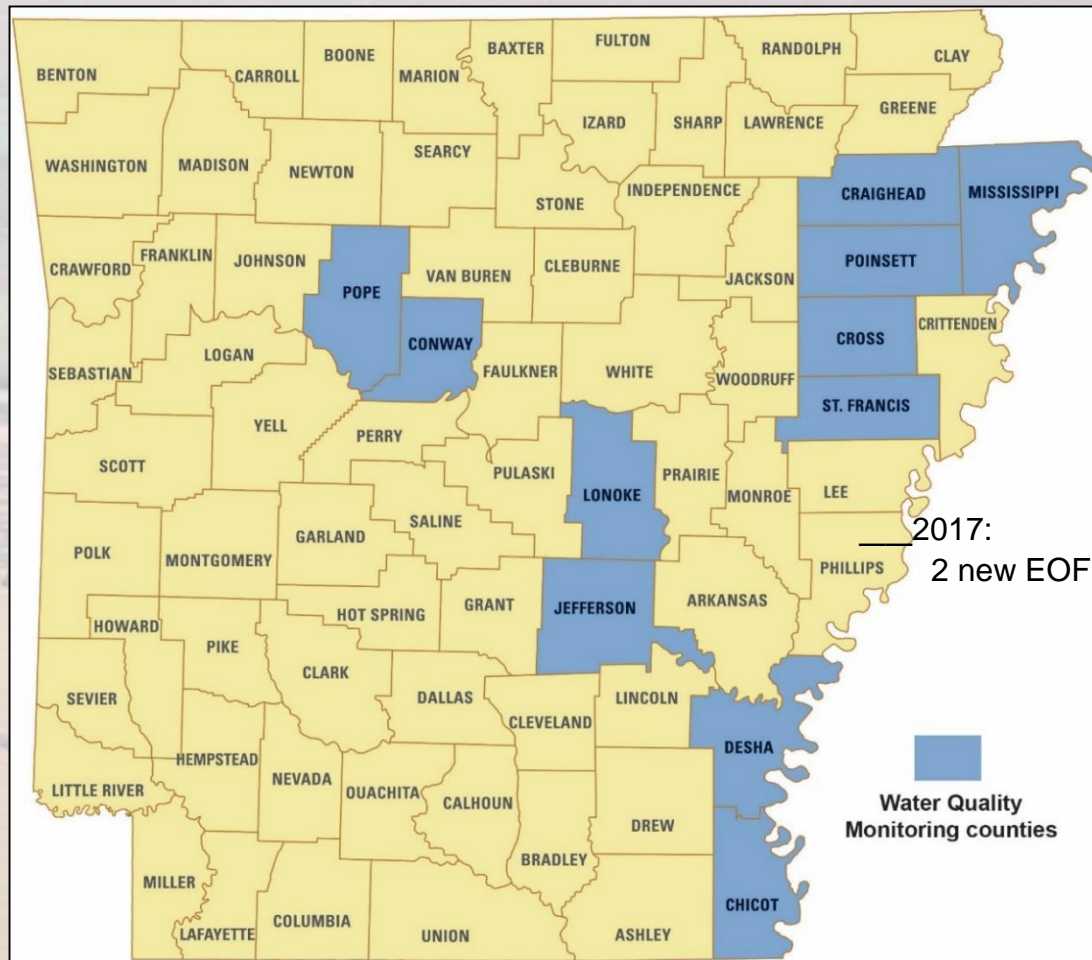 BENTON
CARROLL
BOONE
MARION
BAXTER
FULTON
RANDOLPH
CLAY
IZARD
SHARP
LAWRENCE
GREENE
WASHINGTON
MADISON
NEWTON
SEARCY
STONE
INDEPENDENCE
CRAIGHEAD
MISSISSIPPI
CRAWFORD
FRANKLIN
JOHNSON
POPE
VAN BUREN
CLEBURNE
JACKSON
POINSETT
SEBASTIAN
LOGAN
CONWAY
FAULKNER
WHITE
WOODRUFF
CROSS
CRITTENDEN
ST. FRANCIS
SCOTT
YELL
PERRY
PULASKI
LONOKE
PRAIRIE
MONROE
LEE
POLK
MONTGOMERY
GARLAND
SALINE
__2017:
PHILLIPS
2 new EOF
HOWARD
PIKE
HOT SPRING
GRANT
JEFFERSON
ARKANSAS
SEVIER
CLARK
DALLAS
CLEVELAND
LINCOLN
DESHA
LITTLE RIVER
HEMPSTEAD
NEVADA
OUACHITA
CALHOUN
BRADLEY
DREW
Water Quality
Monitoring counties
MILLER
LAFAYETTE
COLUMBIA
UNION
ASHLEY
CHICOT